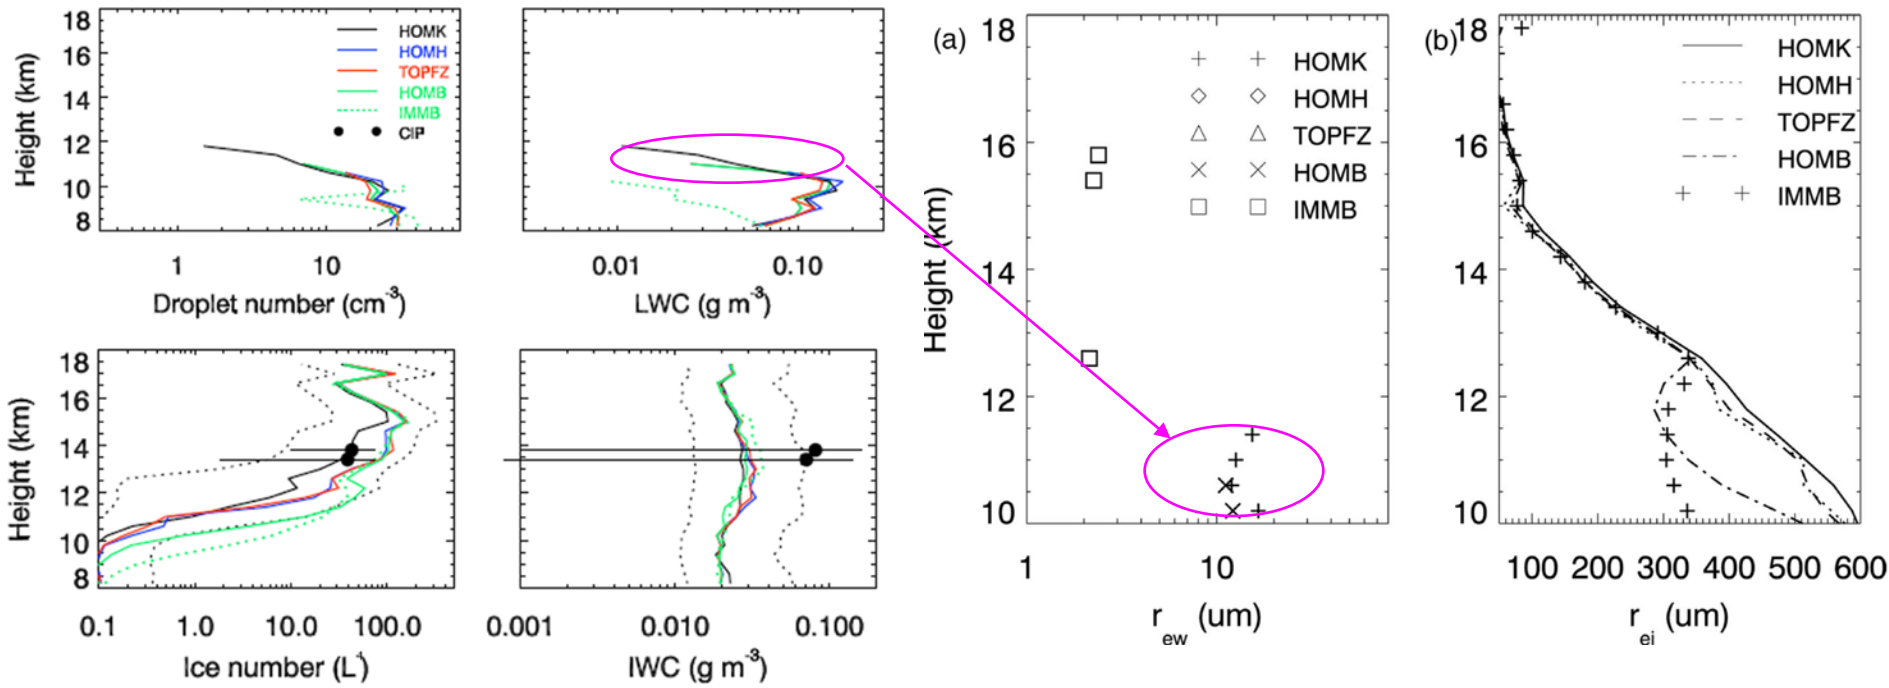 18
16
14
12
10
8
Height (km)
HOMK
HOMH
TOPFZ
HOMB
IMMB
CIP
1
10
Droplet number (cm-3)
0.01
0.10
LWC (g m-3)
18
16
14
12
10
8
Height (km)
0.1
1.0
10.0
100.0
Ice number (L-1)
0.001
0.010
0.100
IWC (g m-3)
(a)
18
16
14
12
10
Height (km)
HOMK
HOMH
TOPFZ
HOMB
IMMB
1
10
rew (um)
(b)
18
16
14
12
10
HOMK
HOMH
TOPFZ
HOMB
IMMB
100 200 300 400 500 600
rei (um)